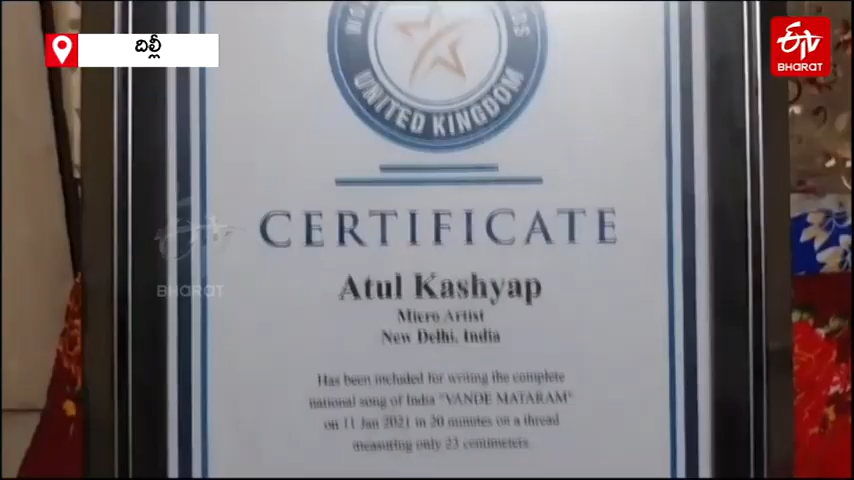 ఢిల్లీ
ETV
BHARAT
UNITED KINGDOM
CERTIFICATE
Atul Kashyap
Micro Artist
New Delhi, India
Has been included for writing the complete
national song of India "VANDE MATARAM"
on 11 Jan 2021 in 20 minutes on a thread
measuring only 23 centimeters.
BHARAT